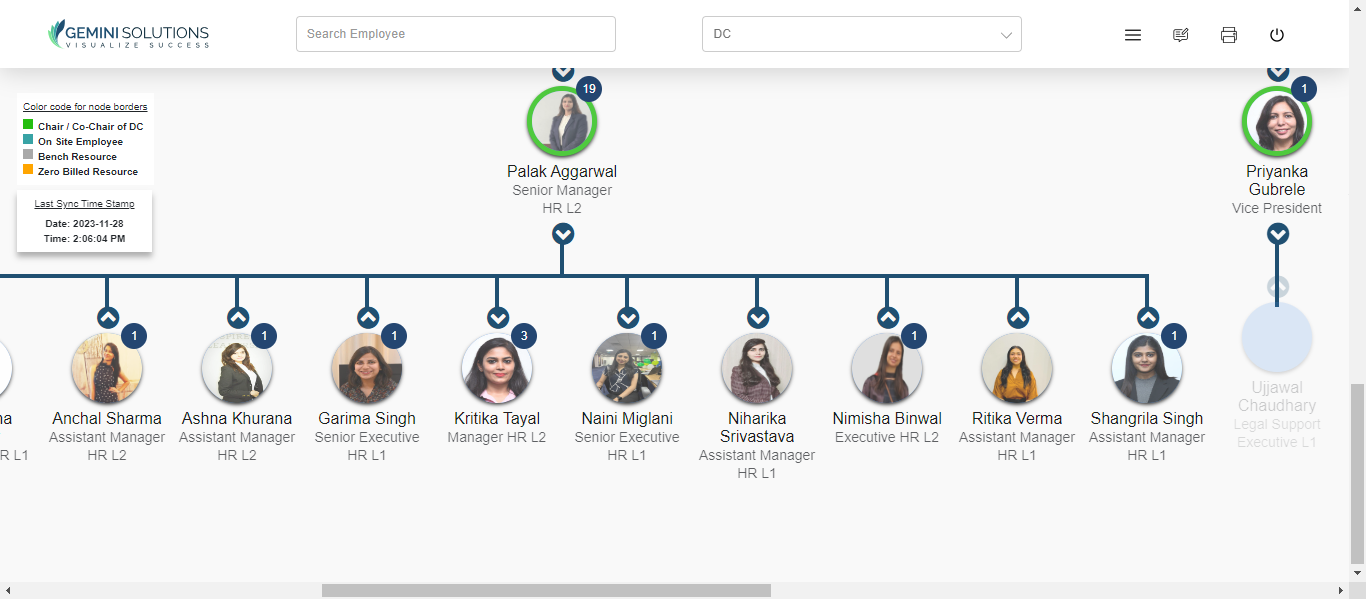 GEMINI SOLUTIONS
VISUALIZE SUCCESS
Search Employee
DC
Color code for node borders
Chair / Co-Chair of DC
On Site Employee
Bench Resource
Zero Billed Resource
Last Sync Time Stamp
Date: 2023-11-28
Time: 2:06:04 PM
19
Palak Aggarwal
Senior Manager
HR L2
1
Priyanka
Gubrele
Vice President
na
R L1
1
Anchal Sharma
Assistant Manager
HR L2
1
Ashna Khurana
Assistant Manager
HR L2
1
Garima Singh
Senior Executive
HR L1
3
Kritika Tayal
Manager HR L2
1
Naini Miglani
Senior Executive
HR L1
Niharika
Srivastava
Assistant Manager
HR L1
1
Nimisha Binwal
Executive HR L2
Ritika Verma
Assistant Manager
HR L1
1
Shangrila Singh
Assistant Manager
HR L1
Ujjawal
Chaudhary
Legal Support
Executive L1